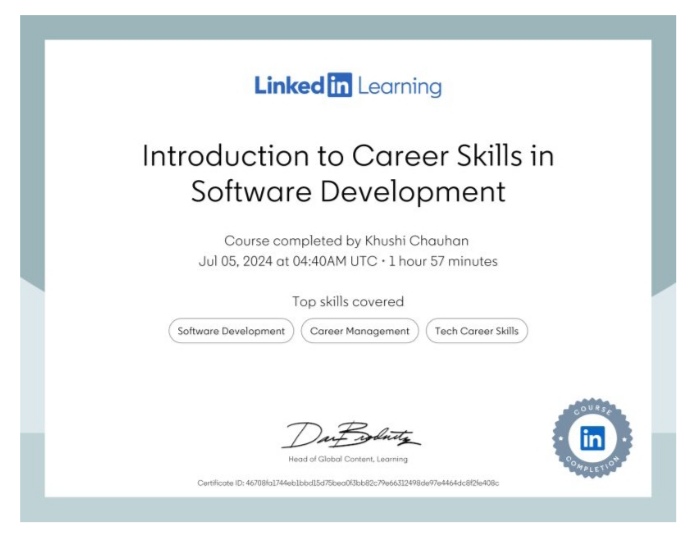 Linked in Learning
Introduction to Career Skills in
Software Development
Course completed by Khushi Chauhan
Jul 05, 2024 at 04:40AM UTC • 1 hour 57 minutes
Top skills covered
Software Development Career Management Tech Career Skills
COURSE
in
COMPLETION
Head of Global Content, Learning
Certificate ID: 46708fa1744eb1bbd15d75bea0f3bb82c79e66312498de97e4464dc8f2fe408c